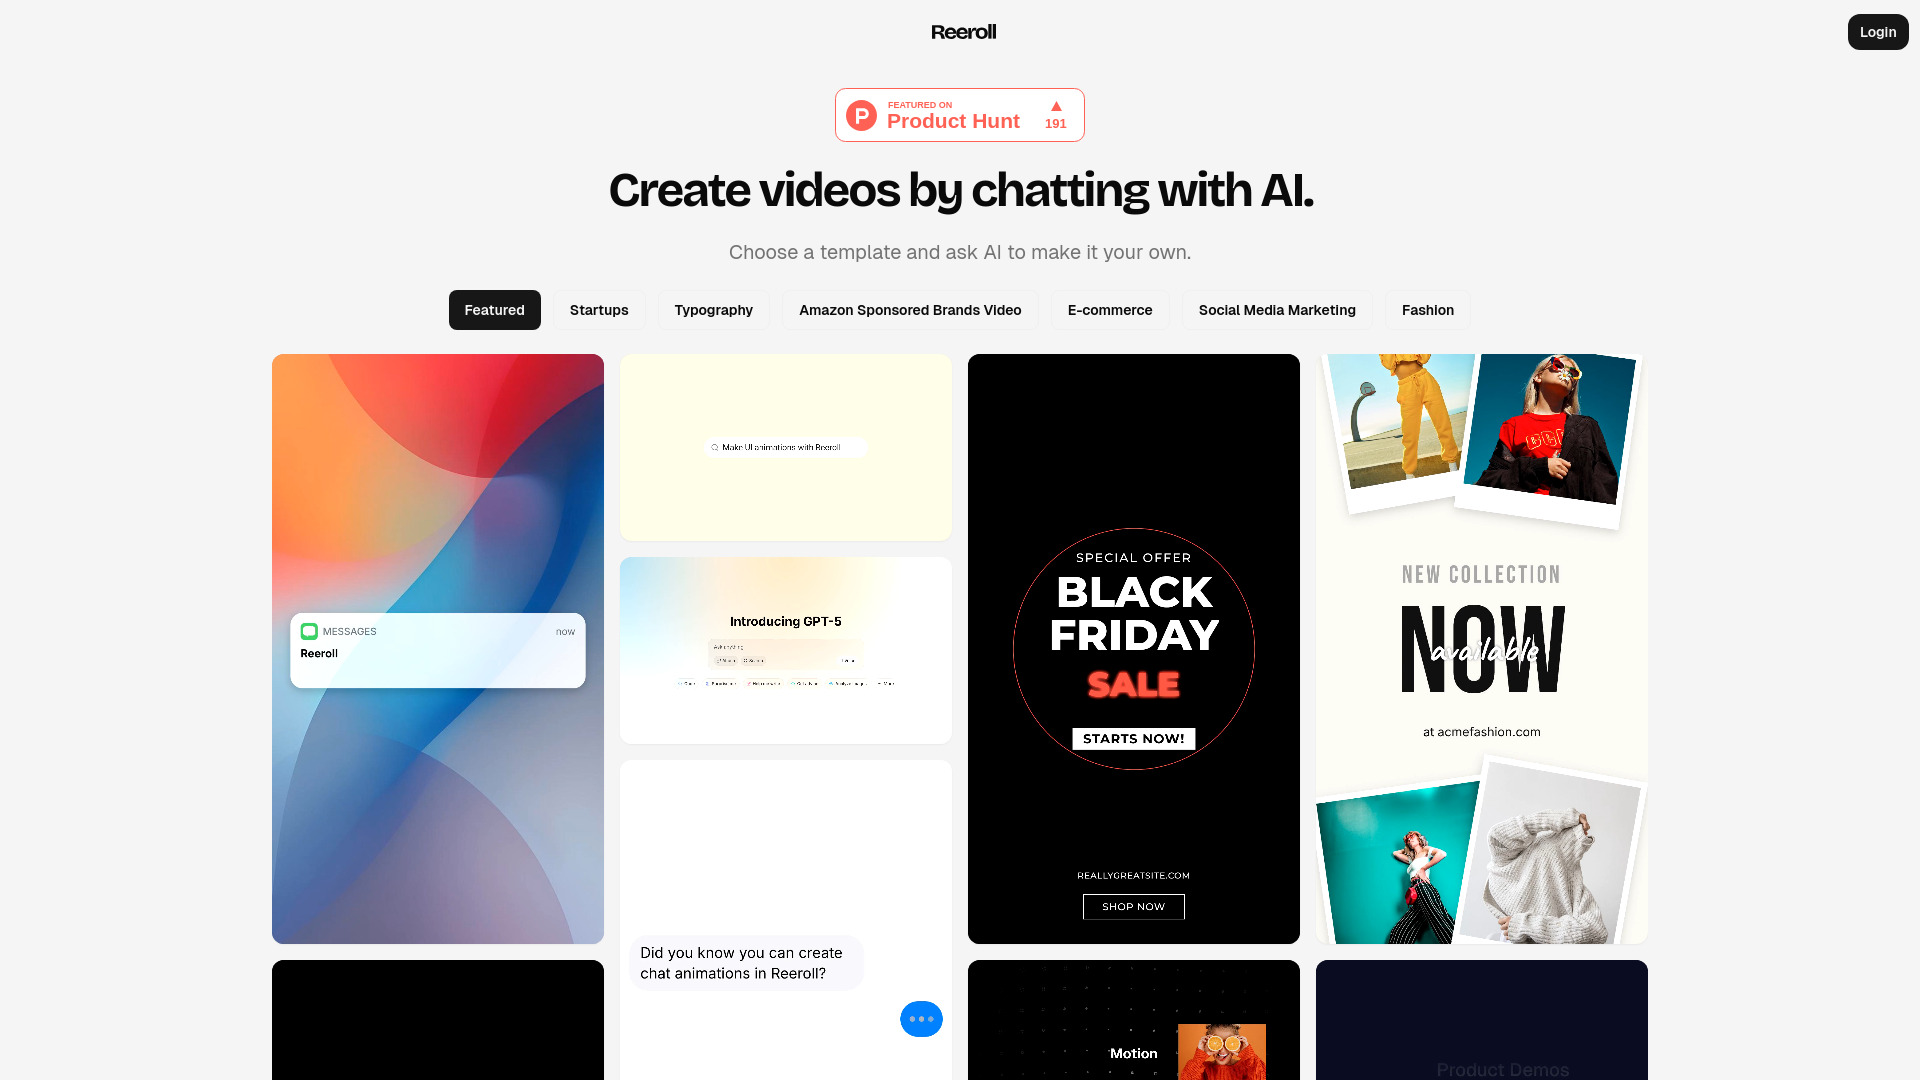 Reeroll
Login
FEATURED ON
Product Hunt
191
Create videos by chatting with AI.
Choose a template and ask AI to make it your own.
Featured
Startups
Typography
Amazon Sponsored Brands Video
E-commerce
Social Media Marketing
Fashion
MESSAGES
now
Reeroll
Make UI animations with Reeroll
Introducing GPT-5
Ask anything
Did you know you can create
chat animations in Reeroll?
SPECIAL OFFER
BLACK
FRIDAY
SALE
STARTS NOW!
REALLYGREATSITE.COM
SHOP NOW
NEW COLLECTION
NOW
available
at acmefashion.com
Motion
Product Demos